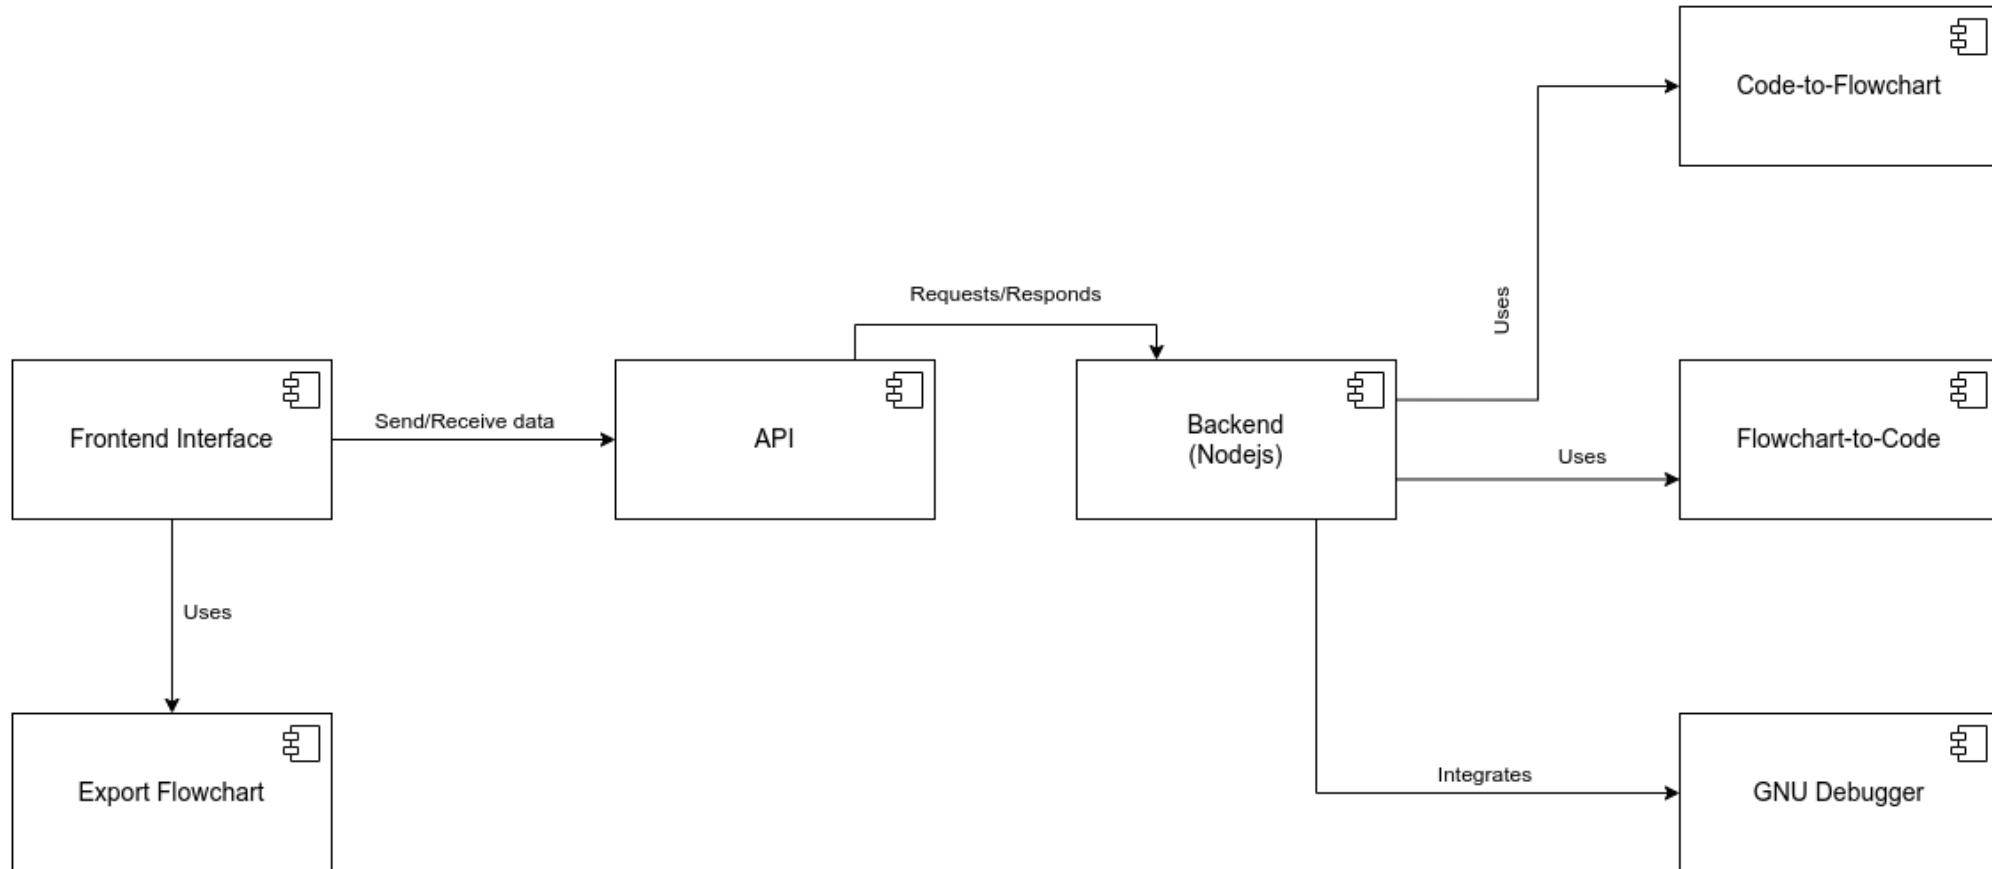 Code-to-Flowchart
Requests/Responds
Uses
Frontend Interface
Send/Receive data
API
Backend
(Nodejs)
Uses
Flowchart-to-Code
Uses
Integrates
Export Flowchart
GNU Debugger